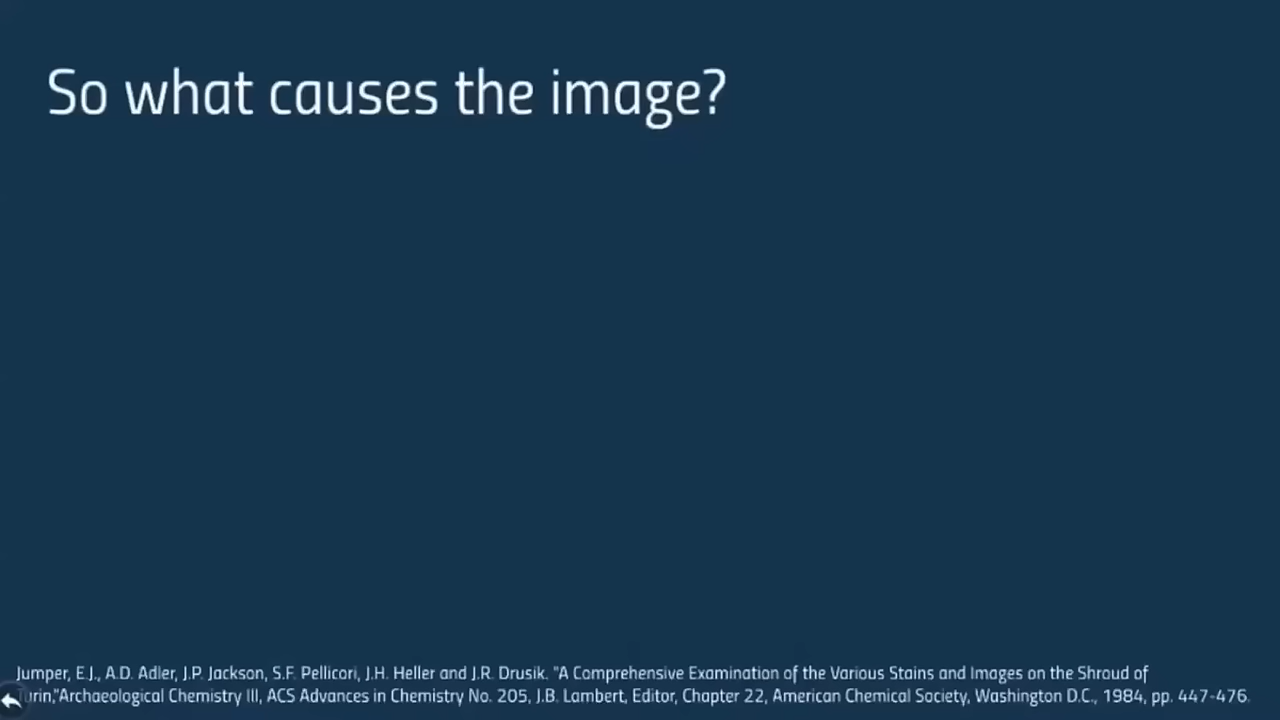 So what causes the image?
Jumper, E.J., A.D. Adler, J.P. Jackson, S.F. Pellicori, J.H. Heller and J.R. Drusik. "A Comprehensive Examination of the Various Stains and Images on the Shroud of
urin,"Archaeological Chemistry III, ACS Advances in Chemistry No. 205, J.B. Lambert, Editor, Chapter 22, American Chemical Society, Washington D.C., 1984, pp. 447-476.